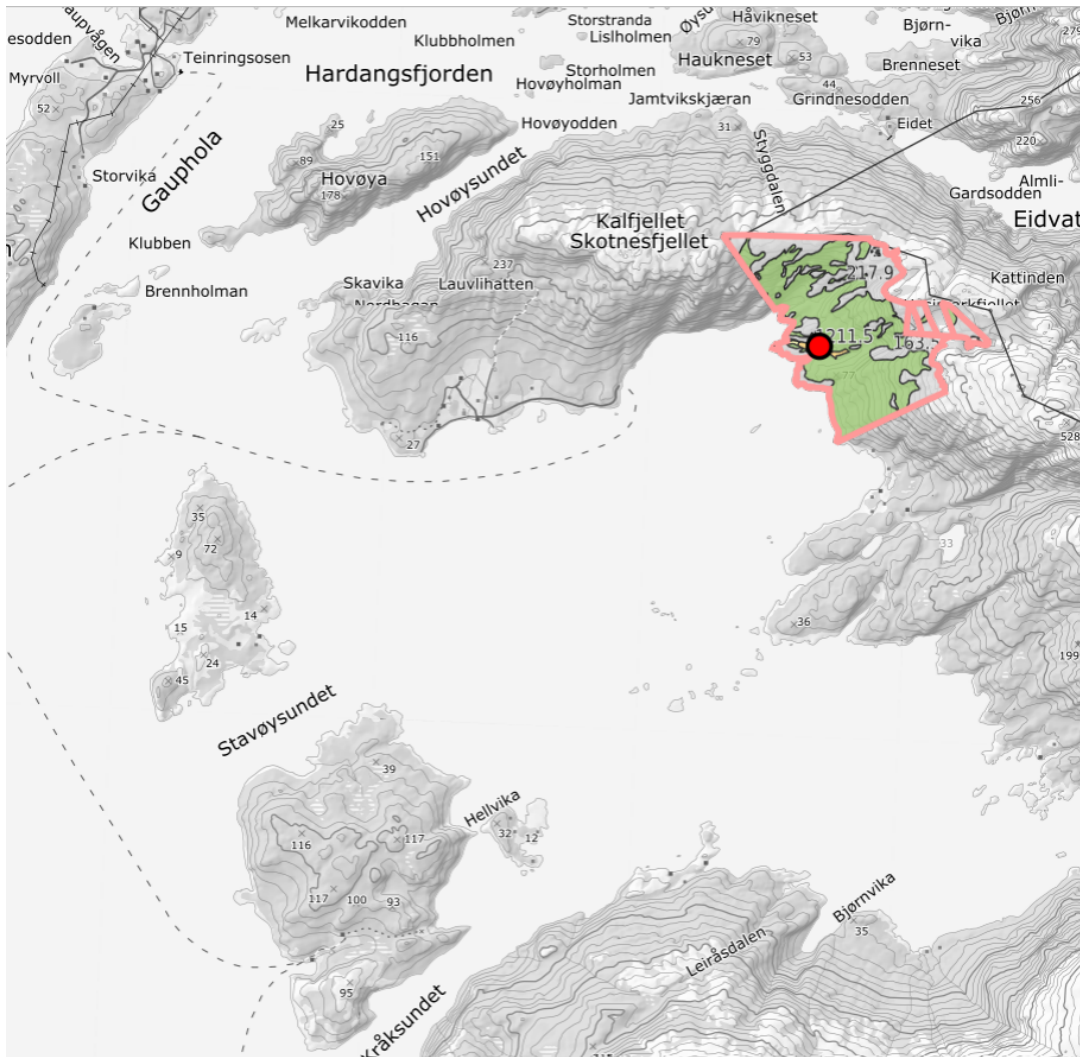 Melkarvikodden
Storstranda
Håvikneset
esodden
Klubbholmen
Lislholmen
79
Bjørn-
vika
Teinringsosen
Haukneset
53
Brenneset
Myrvoll
Hardangsfjorden
Storholmen
Hovøyholman
44
52
Jamtvikskjæran
Grindnesodden
256
25
Hovøyodden
31
Eidet
89
151
220
Storvika
Gauphola
Hovøya
178
Hovøysundet
Styggdalen
Almli-
Gardsodden
Kalfjellet
Skotnesfjellet
Eidvat
Klubben
237
217.9
Skavika
Lauvlihatten
Kattinden
Brennholman
116
211.5
163.5
77
27
528
35
72
9
33
14
15
36
24
45
199
Stavøysundet
39
Hellvika
116
117
32
12
117
100
93
Bjørnvika
35
Leiråsdalen
95
Kråksundet